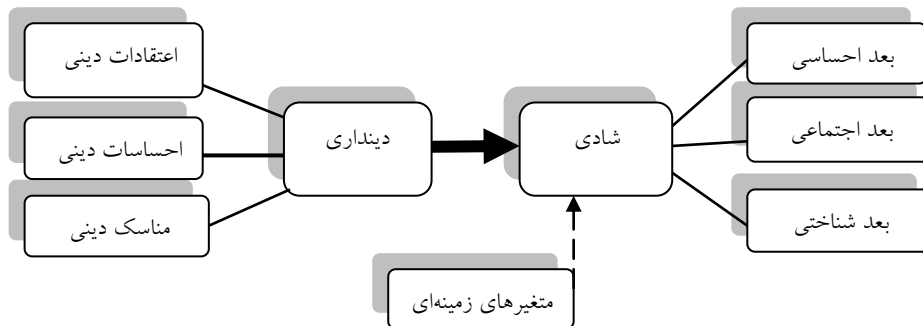 اعتقادات دینی
احساسات دینی
مناسک دینی
دینداری
شادی
بعد احساسی
بعد اجتماعی
بعد شناختی
متغیرهای زمینه‌ای